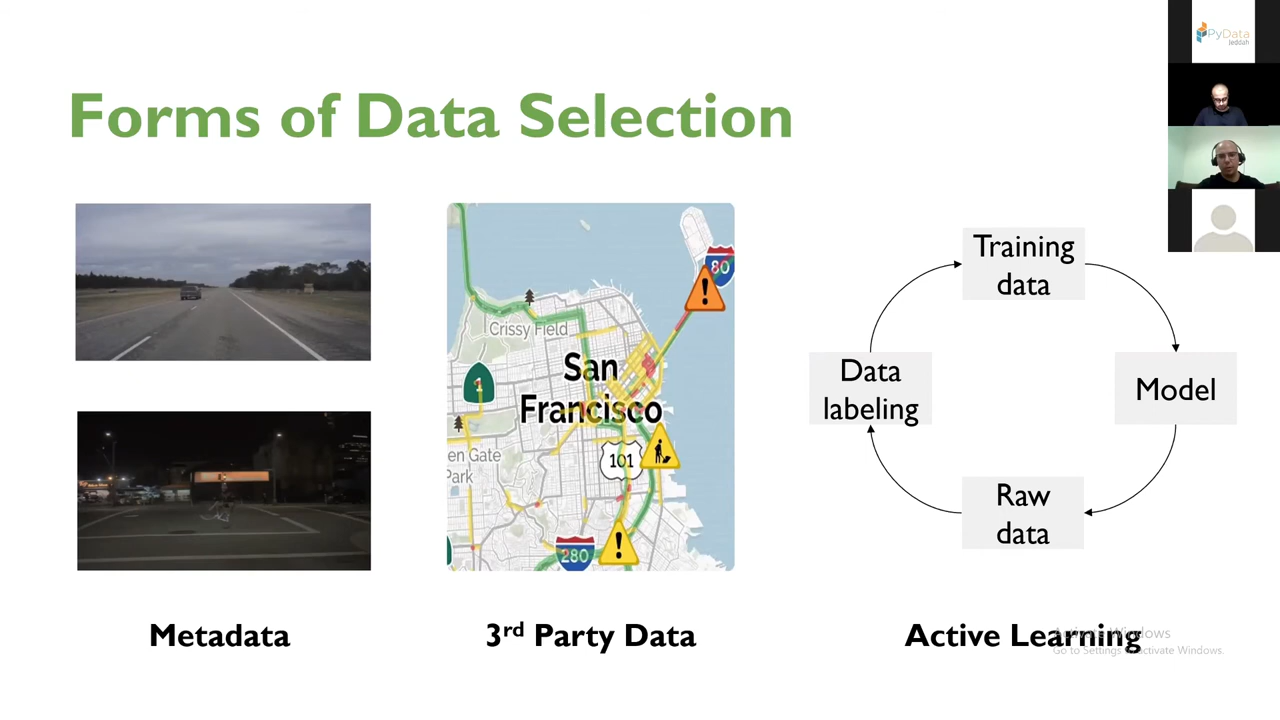 PyData
Jeddah
Forms of Data Selection
80
Crissy Field
1
San
Francisco
101
en Gate
Park
280
Training
data
Data
labeling
Model
Raw
data
Metadata
3rd Party Data
Active Learning
Activate Windows
Go to Settings to activate Windows.